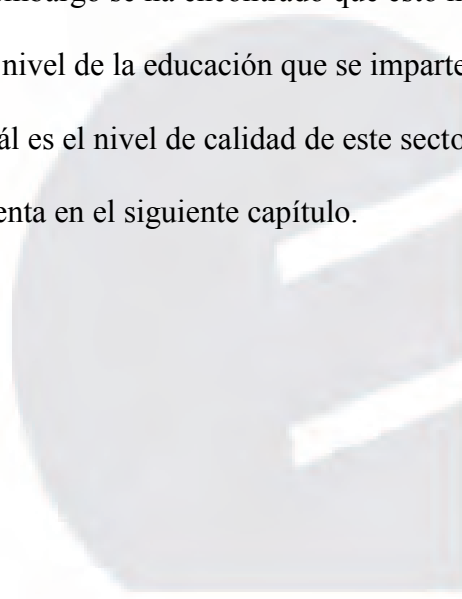 embargo se ha encontrado que esto
nivel de la educación que se imparte
es el nivel de calidad de este
en el siguiente capítulo.